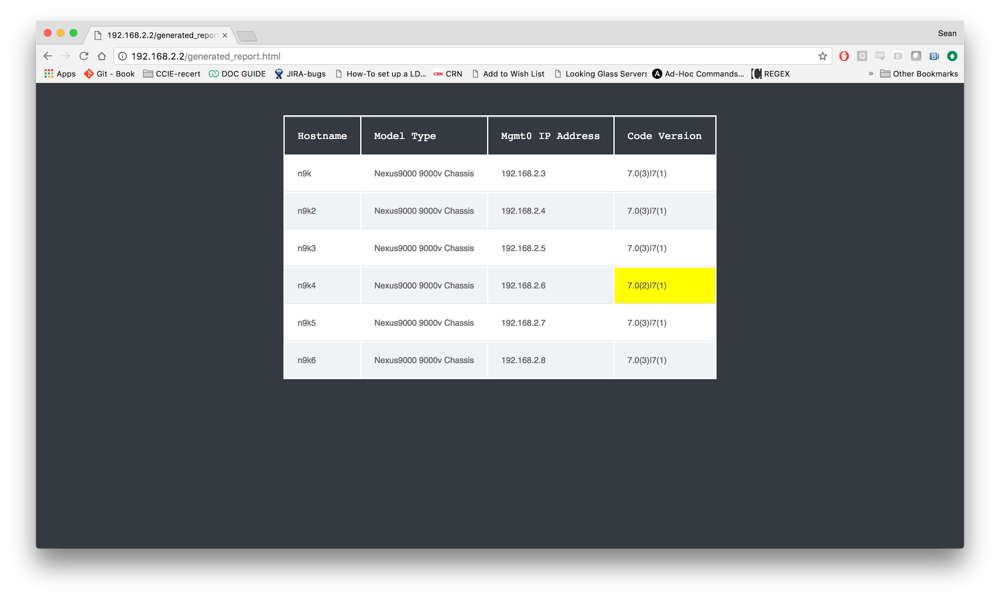 192.168.2.2/generated_repor
Sean
192.168.2.2/generated_report.html
Apps Git - Book CCIE-recert DOC GUIDE JIRA-bugs How-To set up a LD... CRN CRN Add to Wish List Looking Glass Servers Ad-Hoc Commands... REGEX » Other Bookmarks
Hostname Model Type Mgmt0 IP Address Code Version
n9k Nexus9000 9000v Chassis 192.168.2.3 7.0(3)I7(1)
n9k2 Nexus9000 9000v Chassis 192.168.2.4 7.0(3)I7(1)
n9k3 Nexus9000 9000v Chassis 192.168.2.5 7.0(3)I7(1)
n9k4 Nexus9000 9000v Chassis 192.168.2.6 7.0(2)I7(1)
n9k5 Nexus9000 9000v Chassis 192.168.2.7 7.0(3)I7(1)
n9k6 Nexus9000 9000v Chassis 192.168.2.8 7.0(3)I7(1)